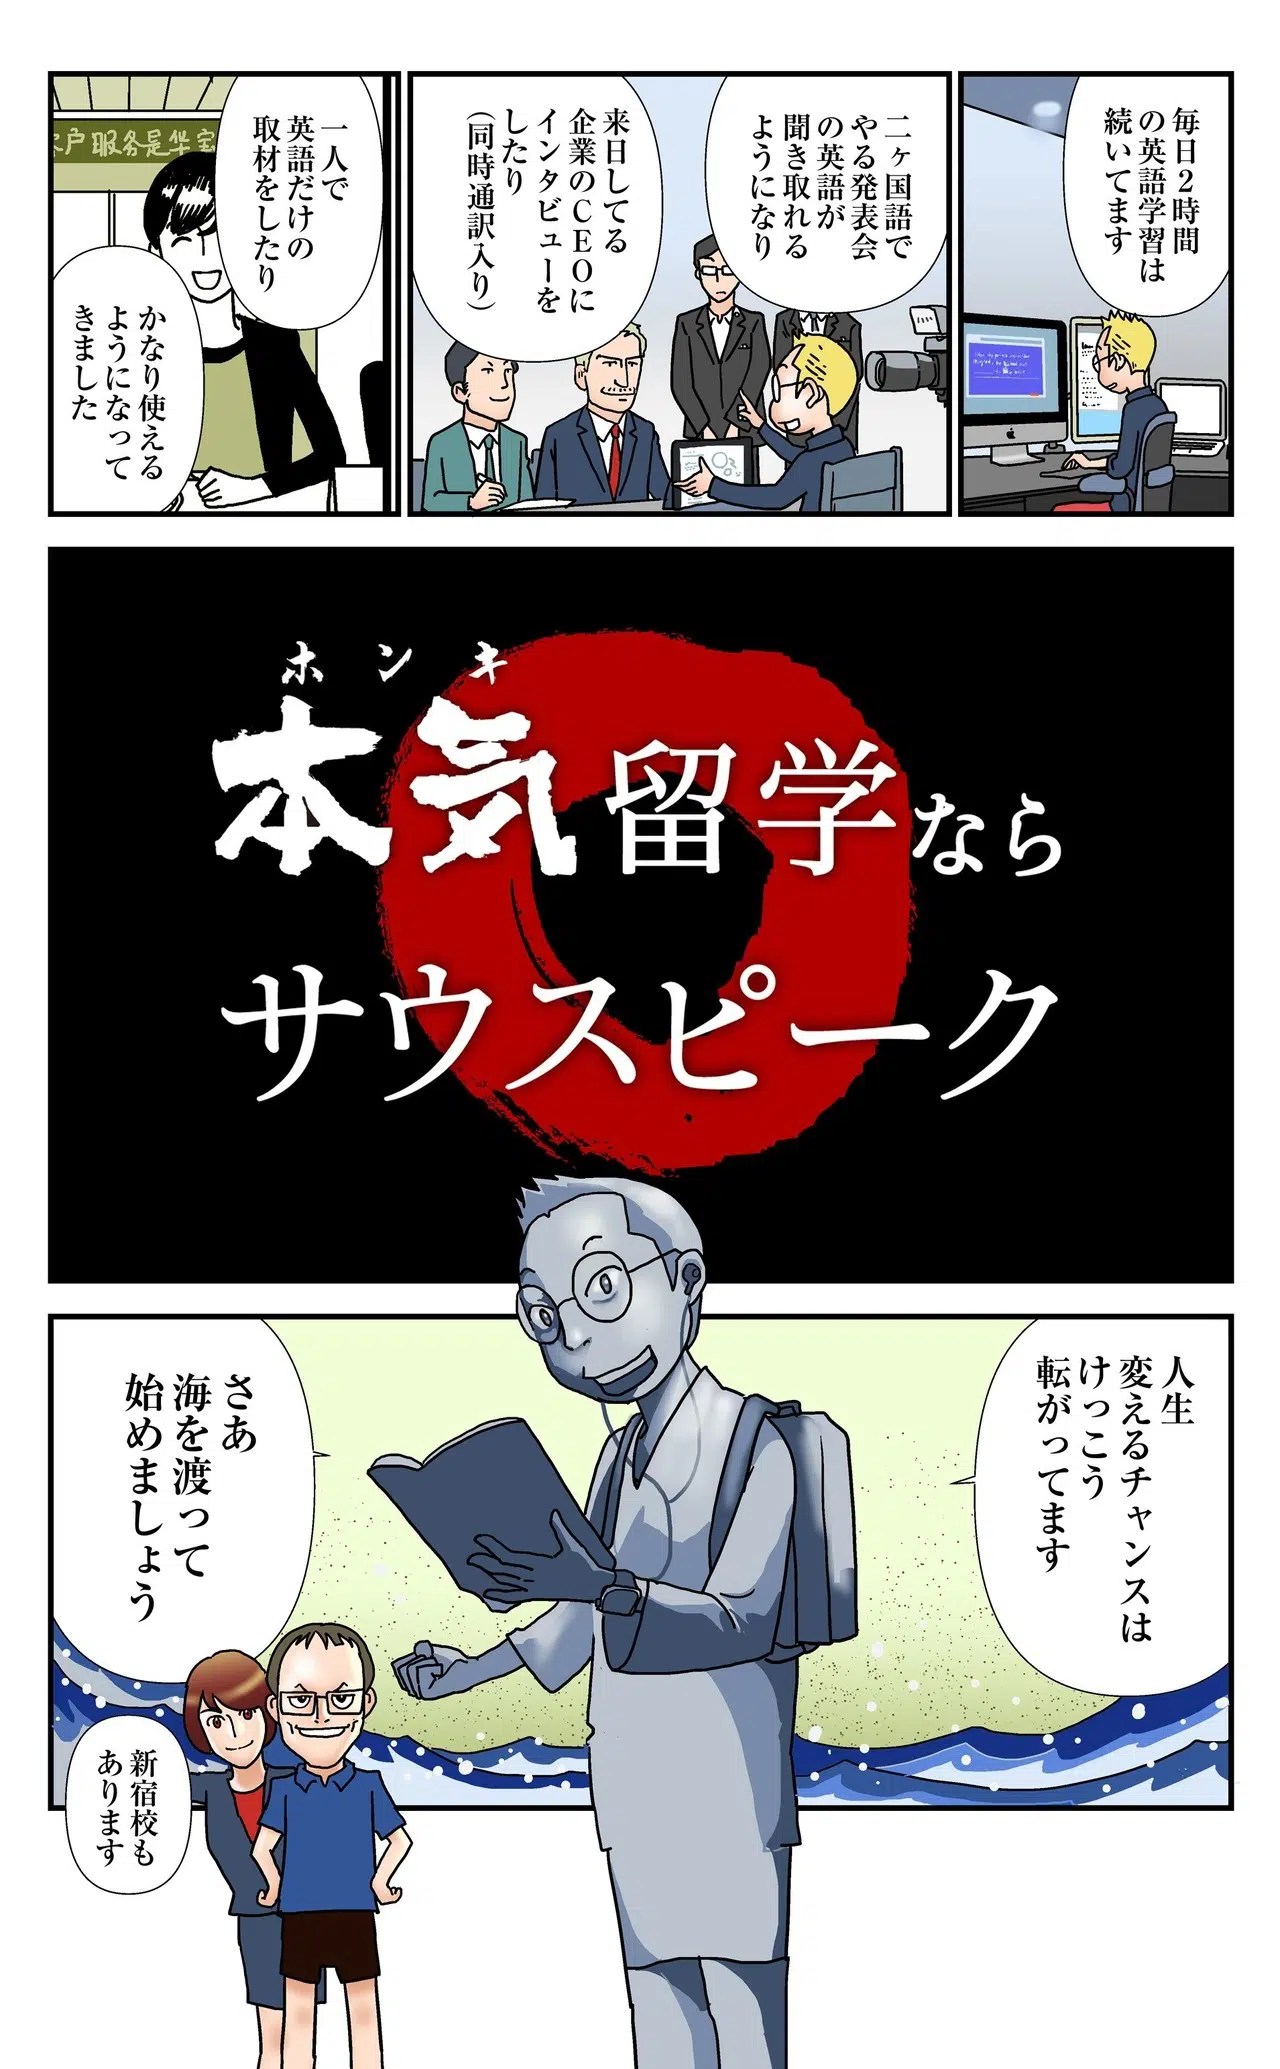 毎日2時間
の英語学習は
続いてます
二ヶ国語で
やる発表会
の英語が
聞き取れる
ようになり
来日してる
企業のCEOに
インタビューを
したり
(同時通訳入り)
一人で
英語だけの
取材をしたり
户服务是华宝
かなり使える
ようになって
きました
ホンキ
本気留学なら
サウスピーク
人生
変えるチャンスは
けっこう
転がってます
さあ
海を渡って
始めましょう
新宿校も
あります